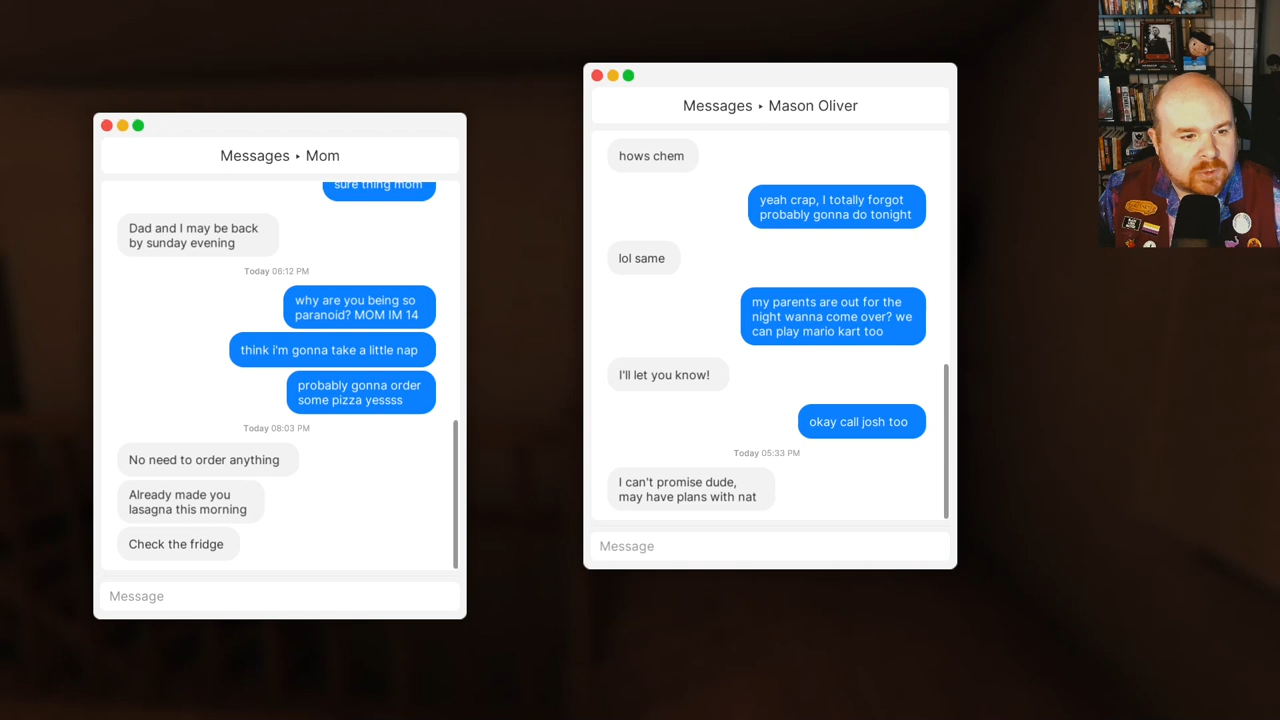 Messages ▸ Mom
sure thing mom
Dad and I may be back
by sunday evening
Today 06:12 PM
why are you being so
paranoid? MOM IM 14
think i'm gonna take a little nap
probably gonna order
some pizza yessss
Today 08:03 PM
No need to order anything
Already made you
lasagna this morning
Check the fridge
Message
Messages ▸ Mason Oliver
hows chem
yeah crap, I totally forgot
probably gonna do tonight
lol same
my parents are out for the
night wanna come over? we
can play mario kart too
I'll let you know!
okay call josh too
Today 05:33 PM
I can't promise dude,
may have plans with nat
Message